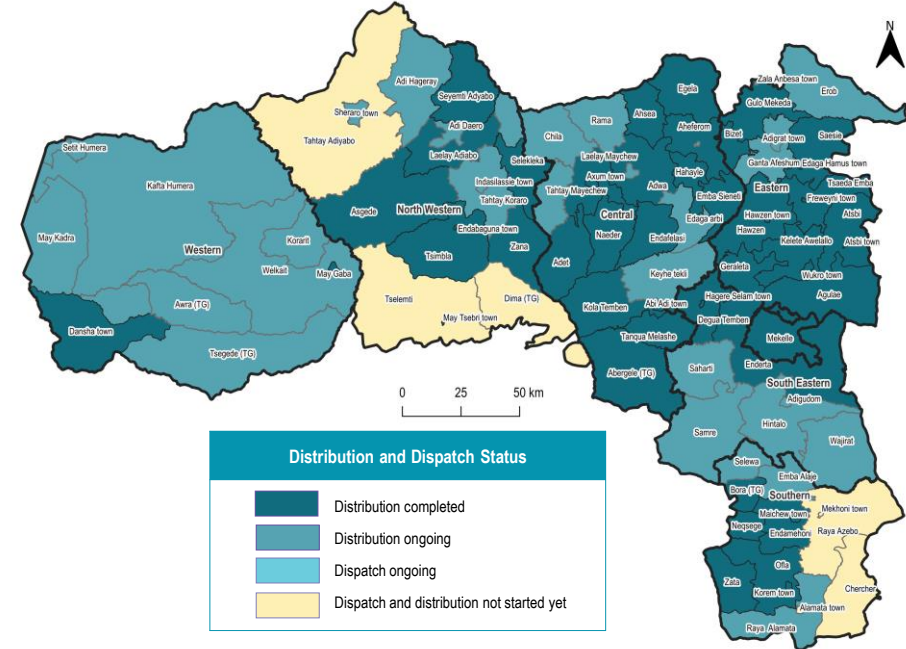 N
Zala Anbesa town
Erob
Egela
Adi Hageray
Seyemti Adyabo
Gulo Mekeda
Sheraro town
Ahsea
Rama
Adi Daero
Chila
Aheferom
Bizet
Adigrat town
Saesie
Tahtay Adiyabo
Setit Humera
Laelay Adiabo
Selekleka
Laelay Maychew
Ganta Afeshum
Edaga Hamus town
Hahayle
Axum town
Indasilassie town
Tsaeda Emba
Kafta Humera
Tahtay Mayechew
Adwa
Eastern
Tahtay Koraro
Emba Sieneti
Freweyni town
Asgede
North Western
Central
Edaga arbi
Hawzen town
Atsbi
Endabaguna town
Hawzen
May Kadra
Korarit
Naeder
Endafelasi
Kelete Awelallo
Atsbi town
Western
Zana
Tsimbla
Adet
Geraleta
Welkait
May Gaba
Keyhe tekli
Wukro town
Hagere Selam town
Agulae
Tselemti
Dima (TG)
Awra (TG)
Kola Temben
Abi Adi town
May Tsebri town
Degua Temben
Dansha town
Tanqua Melashe
Mekelle
Tsegede (TG)
Saharti
Enderta
Abergele (TG)
South Eastern
0 25 50 km
Adigudom
Hintalo
Samre
Wajirat
Distribution and Dispatch Status
Selewa
Emba Alaje
Bora (TG)
Southern
Distribution completed
Mekhoni town
Maichew town
Neqsege
Raya Azebo
Endamehoni
Distribution ongoing
Ofla
Dispatch ongoing
Zata
Chercher
Korem town
Dispatch and distribution not started yet
Alamata town
Raya Alamata